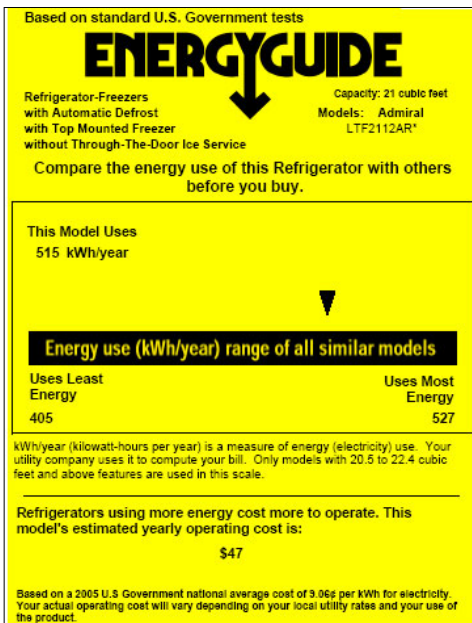 Based on standard U.S. Government tests
ENERGYGUIDE
Refrigerator-Freezers
with Automatic Defrost
with Top Mounted Freezer
without Through-The-Door Ice Service
Capacity: 21 cubic feet
Models: Admiral
LTF2112AR*
Compare the energy use of this Refrigerator with others
before you buy.
This Model Uses
515 kWh/year
Energy use (kWh/year) range of all similar models
Uses Least
Energy
405
Uses Most
Energy
527
kWh/year (kilowatt-hours per year) is a measure of energy (electricity) use. Your
utility company uses it to compute your bill. Only models with 20.5 to 22.4 cubic
feet and above features are used in this scale.
Refrigerators using more energy cost more to operate. This
model's estimated yearly operating cost is:
$47
Based on a 2005 U.S Government national average cost of 9.06¢ per kWh for electricity.
Your actual operating cost will vary depending on your local utility rates and your use of
the product.